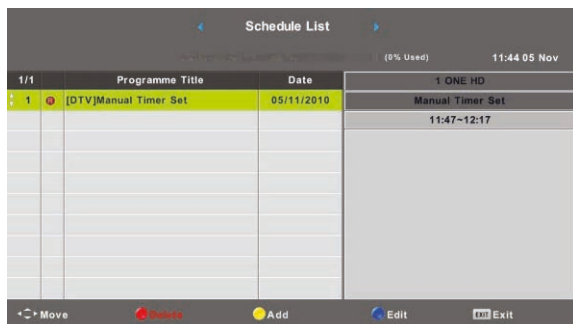 Schedule List
(0% Used) 11:44 05 Nov
1/1 Programme Title Date 1 ONE HD
1 [DTV]Manual Timer Set 05/11/2010 Manual Timer Set
11:47~12:17
Move Delete Add Edit EXIT Exit